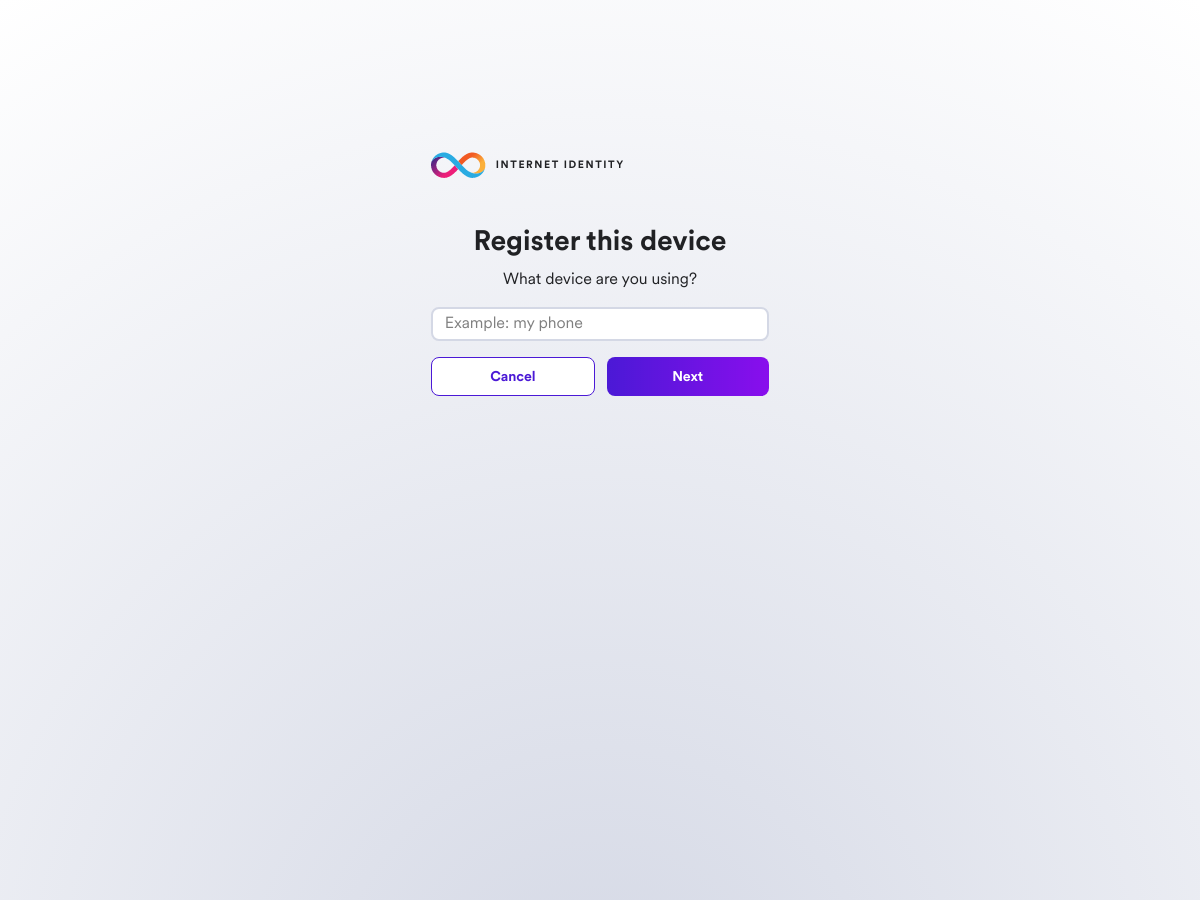 INTERNET IDENTITY
Register this device
What device are you using?
Example: my phone
Cancel
Next